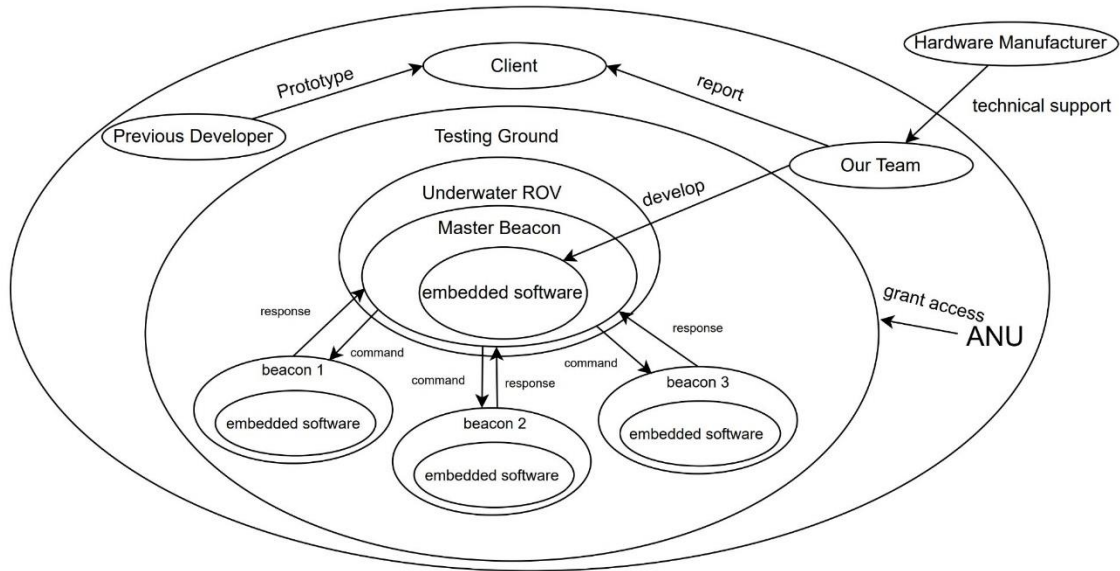 Hardware Manufacturer
Client
Prototype
report
technical support
Previous Developer
Testing Ground
Our Team
Underwater ROV
develop
Master Beacon
embedded software
grant access
ANU
response
command
response
command
response
command
beacon 1
embedded software
beacon 2
embedded software
beacon 3
embedded software